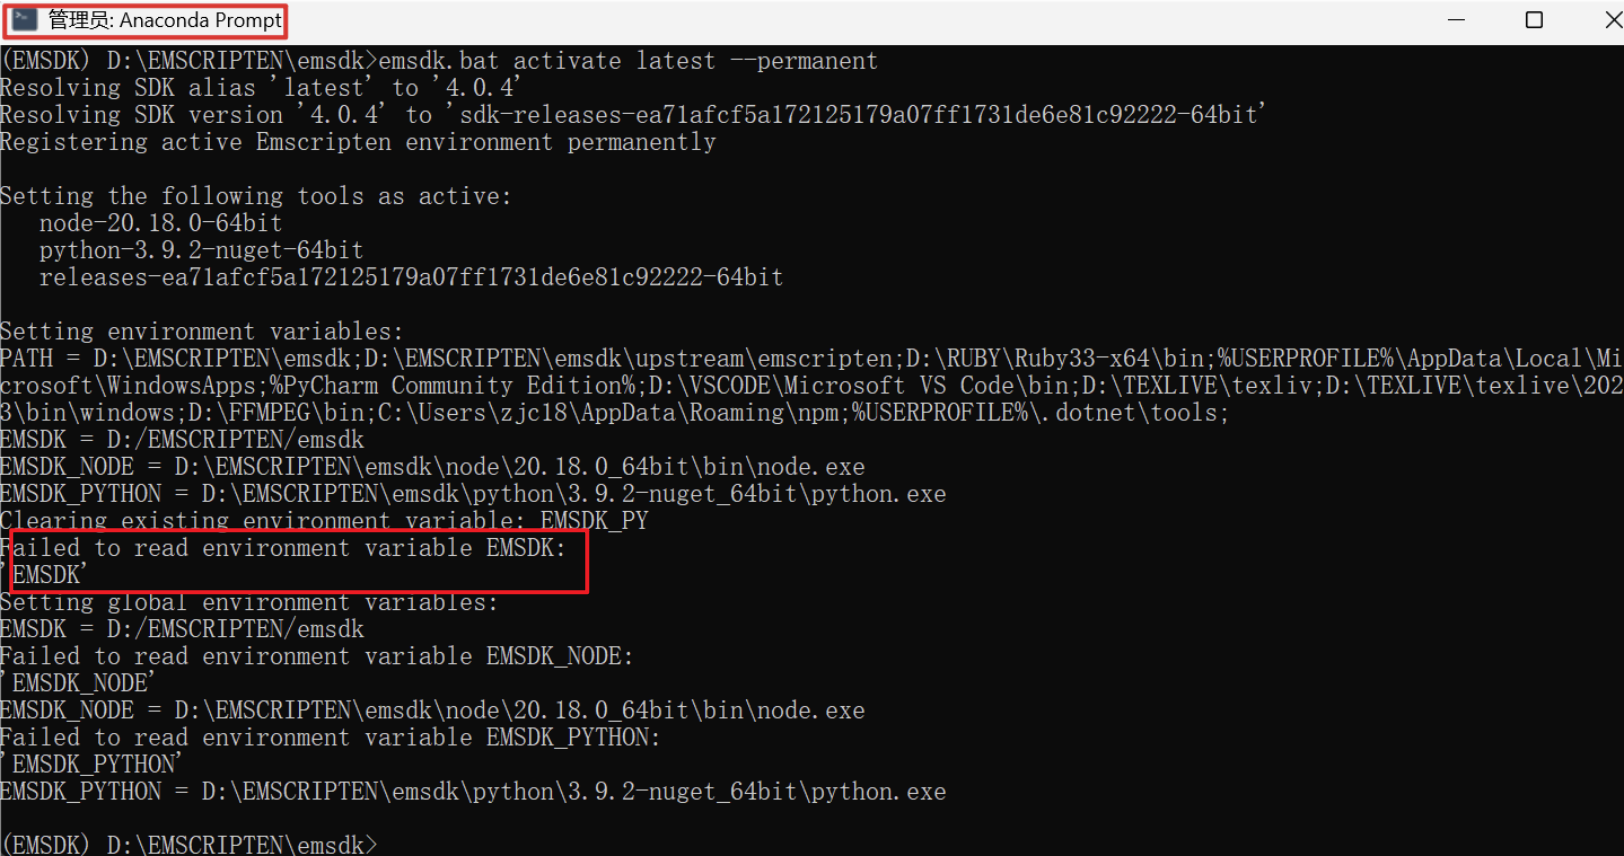 管理员: Anaconda Prompt
(EMSDK) D:\EMSCRIPTEN\emsdk>emsdk.bat activate latest --permanent
Resolving SDK alias 'latest' to '4.0.4'
Resolving SDK version '4.0.4' to 'sdk-releases-ea71afcf5a172125179a07ff1731de6e81c92222-64bit'
Registering active Emscripten environment permanently
Setting the following tools as active:
node-20.18.0-64bit
python-3.9.2-nuget-64bit
releases-ea71afcf5a172125179a07ff1731de6e81c92222-64bit
Setting environment variables:
PATH = D:\EMSCRIPTEN\emsdk;D:\EMSCRIPTEN\emsdk\upstream\emscripten;D:\RUBY\Ruby33-x64\bin;%USERPROFILE%\AppData\Local\Mi
crosoft\WindowsApps;%PyCharm Community Edition%;D:\VSCODE\Microsoft VS Code\bin;D:\TEXLIVE\texliv;D:\TEXLIVE\texlive\202
3\bin\windows;D:\FFMPEG\bin;C:\Users\zjc18\AppData\Roaming\npm;%USERPROFILE%\.dotnet\tools;
EMSDK = D:/EMSCRIPTEN/emsdk
EMSDK_NODE = D:\EMSCRIPTEN\emsdk\node\20.18.0_64bit\bin\node.exe
EMSDK_PYTHON = D:\EMSCRIPTEN\emsdk\python\3.9.2-nuget_64bit\python.exe
Clearing existing environment variable: EMSDK_PY
Failed to read environment variable EMSDK:
'EMSDK'
Setting global environment variables:
EMSDK = D:/EMSCRIPTEN/emsdk
Failed to read environment variable EMSDK_NODE:
'EMSDK_NODE'
EMSDK_NODE = D:\EMSCRIPTEN\emsdk\node\20.18.0_64bit\bin\node.exe
Failed to read environment variable EMSDK_PYTHON:
'EMSDK_PYTHON'
EMSDK_PYTHON = D:\EMSCRIPTEN\emsdk\python\3.9.2-nuget_64bit\python.exe
(EMSDK) D:\EMSCRIPTEN\emsdk>